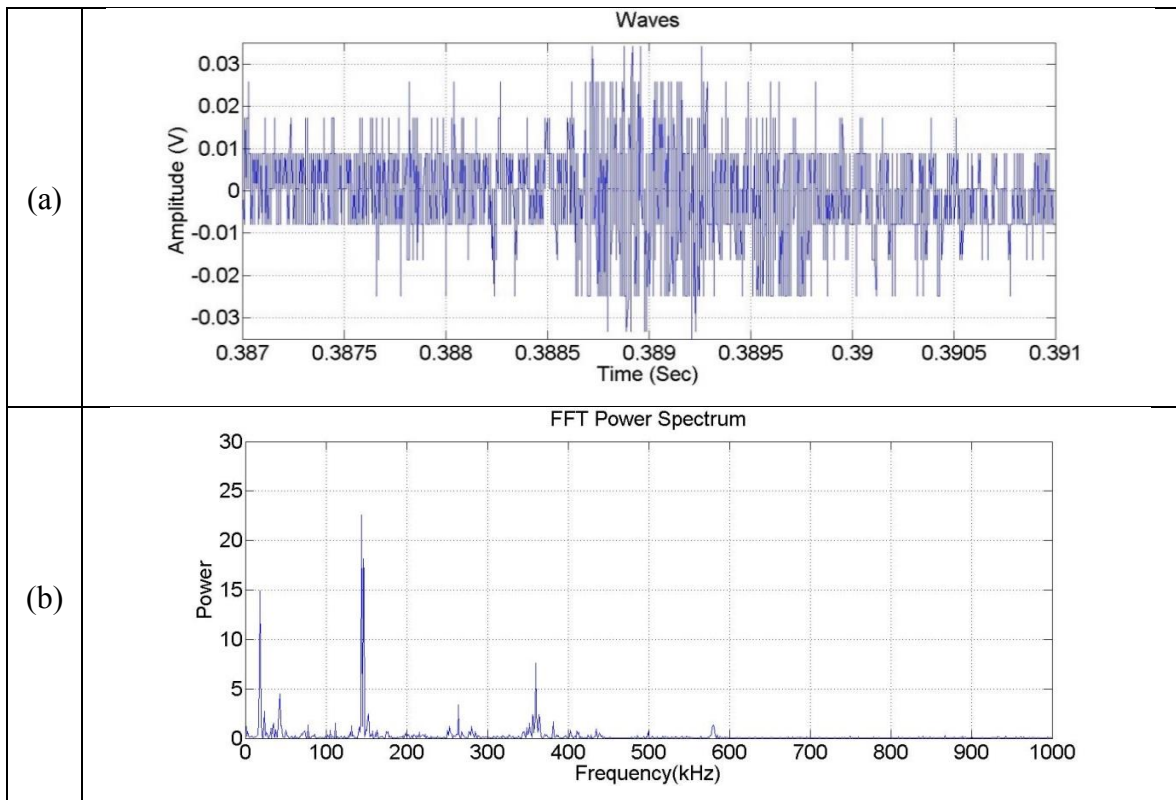 (a)
Waves
Amplitude (V)
0.03
0.02
0.01
0
-0.01
-0.02
-0.03
0.387 0.3875 0.388 0.3885 0.389 0.3895 0.39 0.3905 0.391
Time (Sec)
(b)
FFT Power Spectrum
Power
30
25
20
15
10
5
0
0 100 200 300 400 500 600 700 800 900 1000
Frequency(kHz)